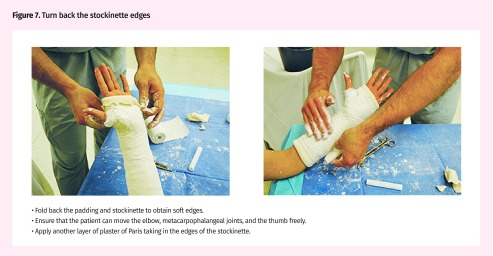 Figure 7. Turn back the stockinette edges
• Fold back the padding and stockinette to obtain soft edges.
• Ensure that the patient can move the elbow, metacarpophalangeal joints, and the thumb freely.
• Apply another layer of plaster of Paris taking in the edges of the stockinette.